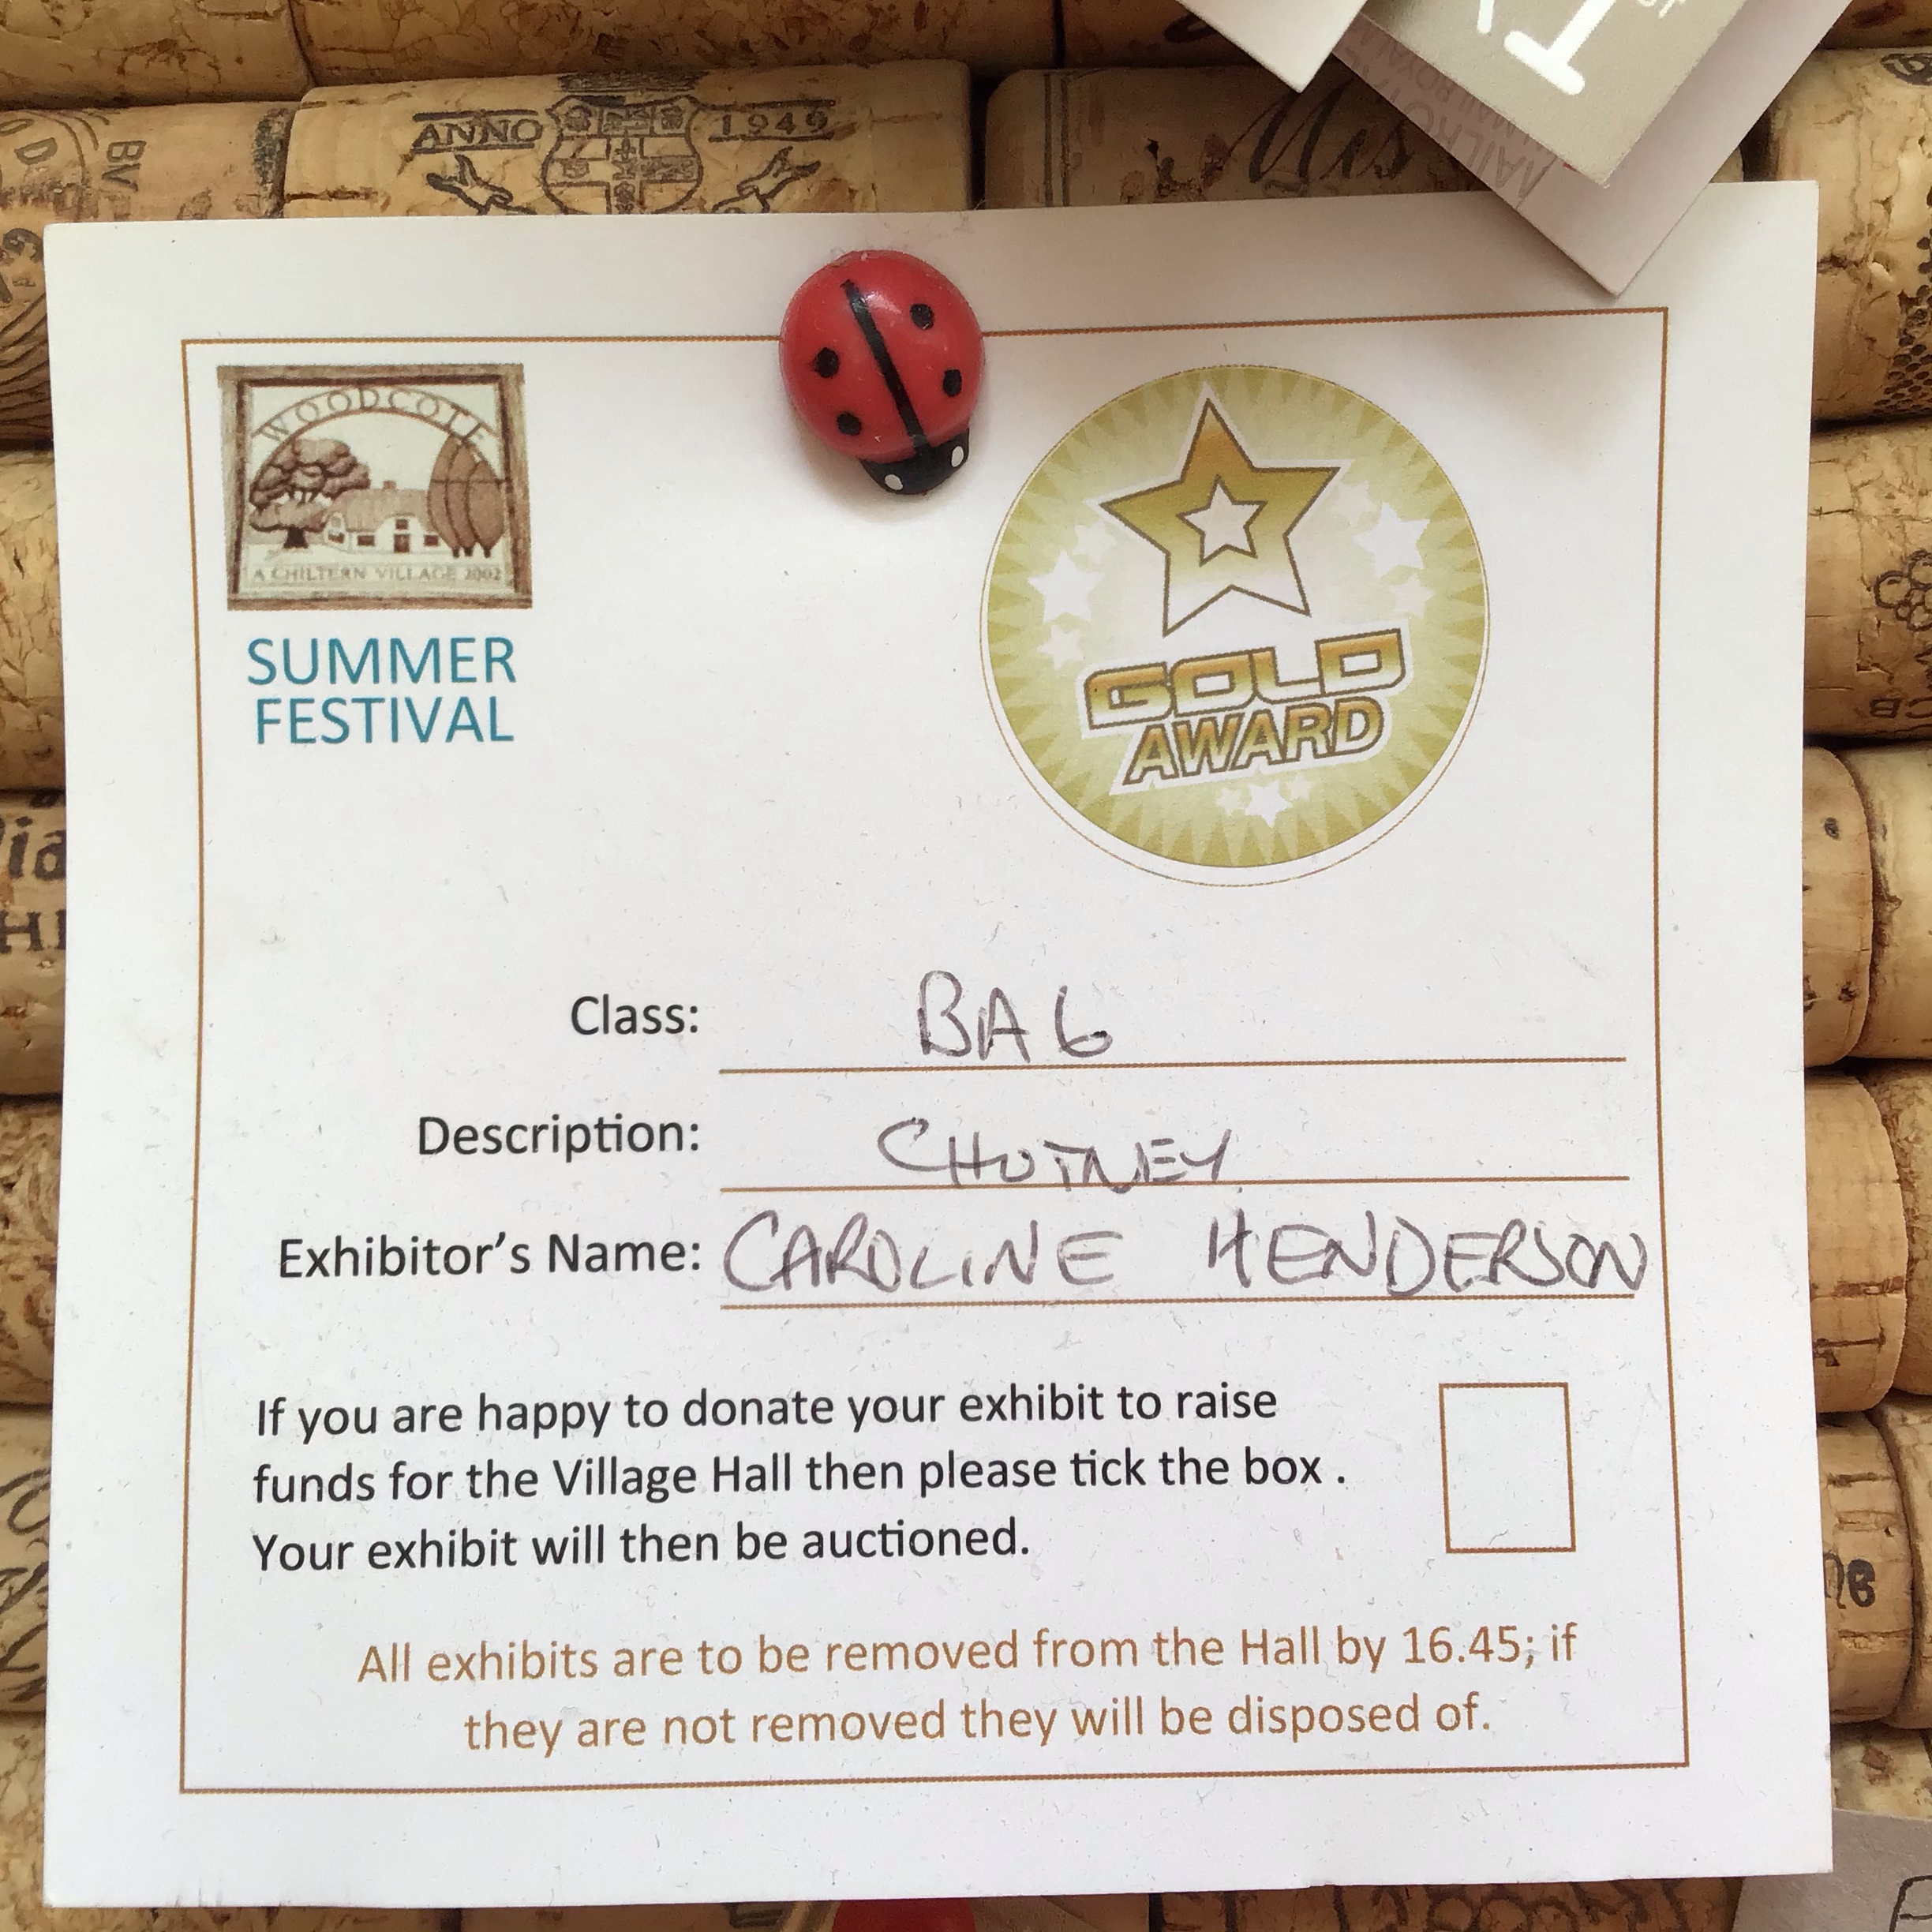 ANNO 1949
Mis
BV
WOODCOTE
A CHILTERN VILLAGE 2002
SUMMER
FESTIVAL
GOLD
AWARD
Class: BA6
Description: CHUTNEY
Exhibitor's Name: CAROLINE HENDERSON
If you are happy to donate your exhibit to raise
funds for the Village Hall then please tick the box .
Your exhibit will then be auctioned.
All exhibits are to be removed from the Hall by 16.45; if
they are not removed they will be disposed of.